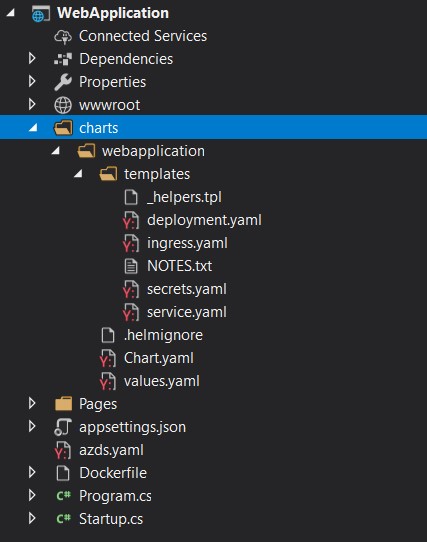 WebApplication
Connected Services
Dependencies
Properties
wwwroot
charts
webapplication
templates
_helpers.tpl
deployment.yaml
ingress.yaml
NOTES.txt
secrets.yaml
service.yaml
.helmignore
Chart.yaml
values.yaml
Pages
appsettings.json
azds.yaml
Dockerfile
C# Program.cs
C# Startup.cs